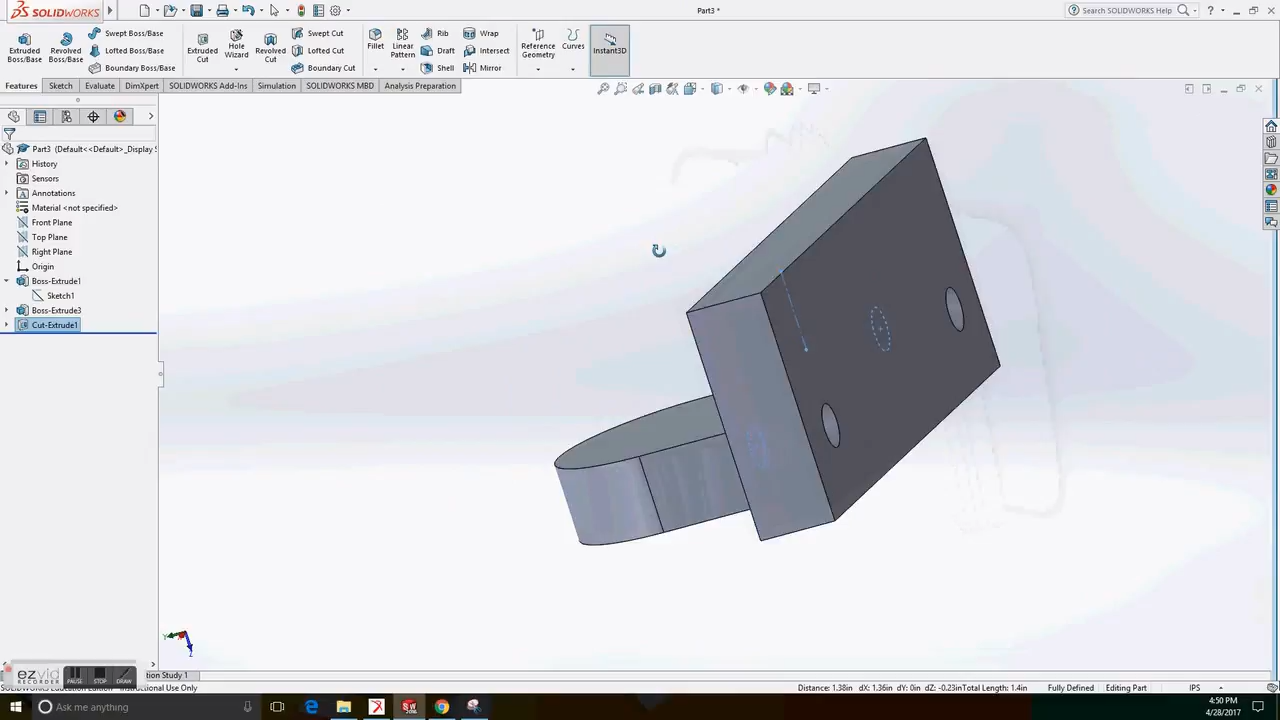 SOLIDWORKS
Part3 *
Search SOLIDWORKS Help
Extruded Boss/Base
Revolved Boss/Base
Swept Boss/Base
Lofted Boss/Base
Boundary Boss/Base
Extruded Cut
Hole Wizard
Revolved Cut
Swept Cut
Lofted Cut
Boundary Cut
Fillet
Linear Pattern
Rib
Draft
Shell
Wrap
Intersect
Mirror
Reference Geometry
Curves
Instant3D
Features Sketch Evaluate DimXpert SOLIDWORKS Add-Ins Simulation SOLIDWORKS MBD Analysis Preparation
Part3 (Default<<Default>_Display S
History
Sensors
Annotations
Material <not specified>
Front Plane
Top Plane
Right Plane
Origin
Boss-Extrude1
Sketch1
Boss-Extrude3
Cut-Extrude1
Y
Z
ezvid
RECORDER
PAUSE STOP DRAW
tion Study 1
Instructional Use Only
Distance: 1.38in dX: 1.36in dY: 0in dZ: -0.23in Total Length: 1.4in Fully Defined Editing Part IPS
Ask me anything
4:50 PM
4/28/2017